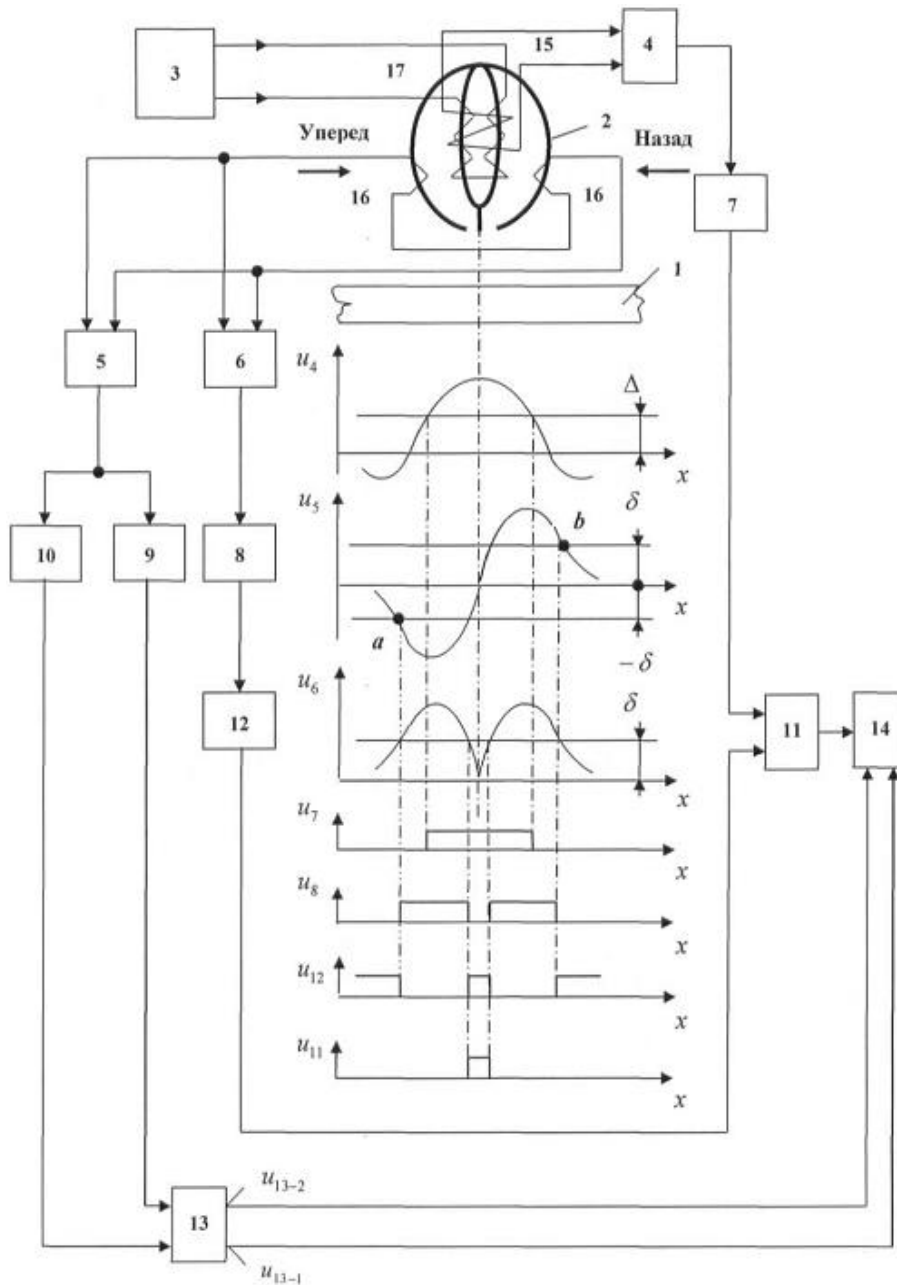 3
17
15
4
Уперед
2
Назад
16
16
7
1
5
6
u₄
Δ
x
u₅
b
δ
10
9
8
x
a
−δ
u₆
δ
12
11
14
x
u₇
x
u₈
x
u₁₂
x
u₁₁
x
u₁₃₋₂
13
u₁₃₋₁